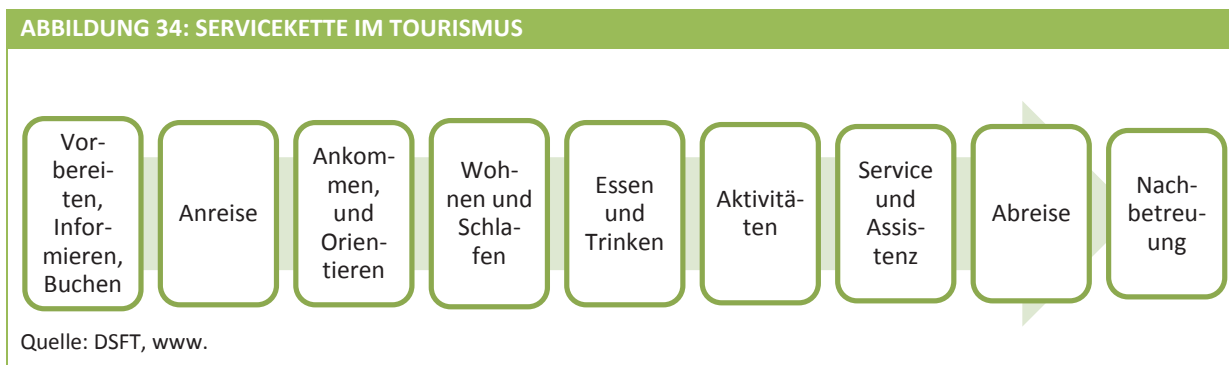 ABBILDUNG 34: SERVICEKETTE IM TOURISMUS
Vor-
berei-
ten,
Infor-
mieren,
Buchen
Anreise
Ankom-
men,
und
Orien-
tieren
Woh-
nen und
Schla-
fen
Essen
und
Trinken
Aktivitä-
ten
Service
und
Assis-
tenz
Abreise
Nach-
betreu-
ung
Quelle: DSFT, www.